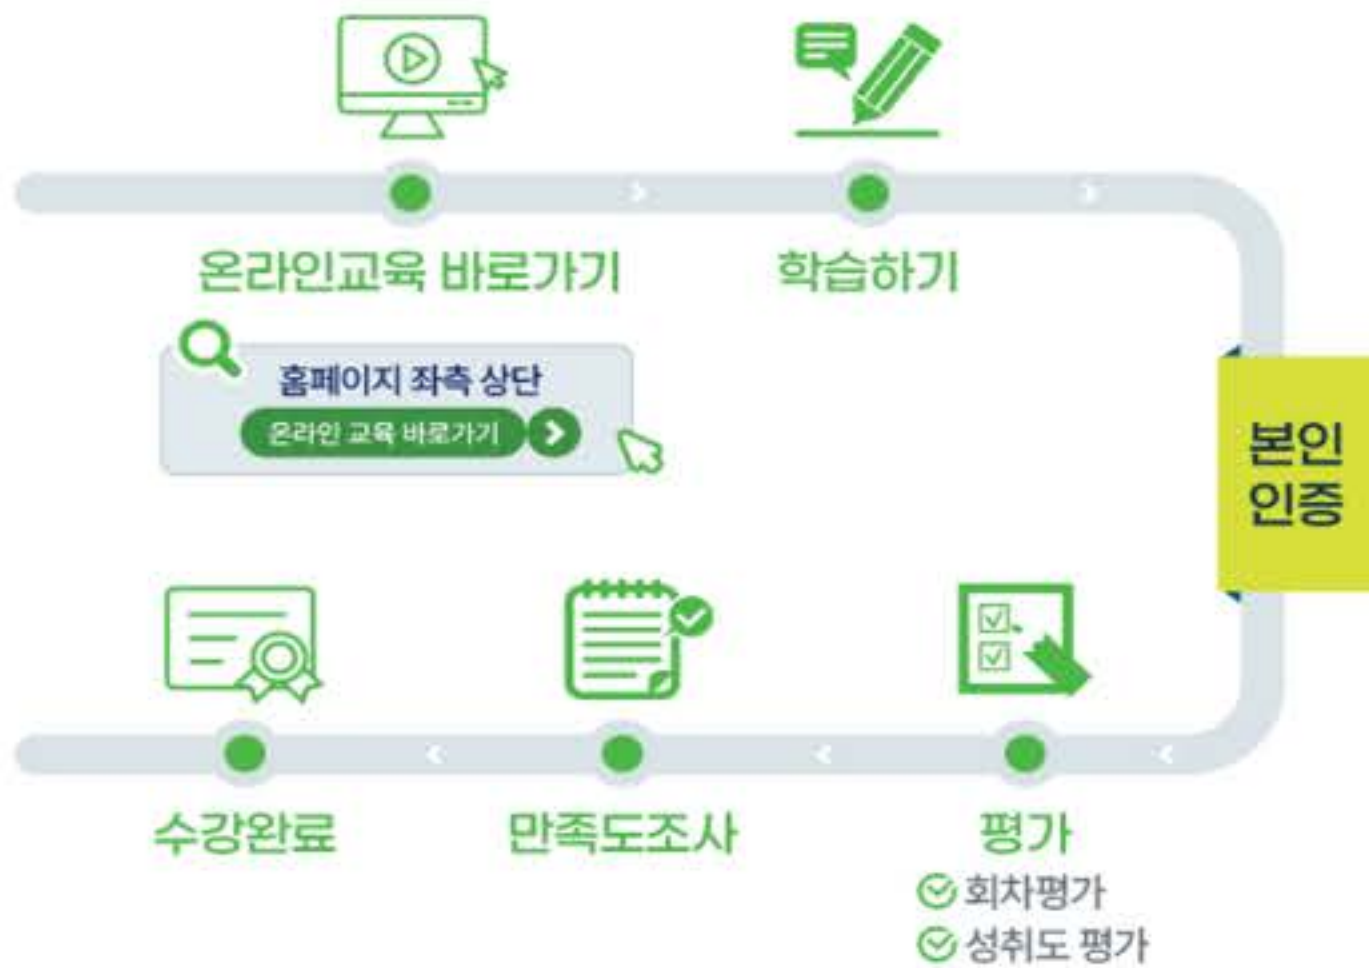 온라인교육 바로가기
학습하기
홈페이지 좌측 상단
온라인 교육 바로가기
본인
인증
평가
회차평가
성취도 평가
만족도조사
수강완료